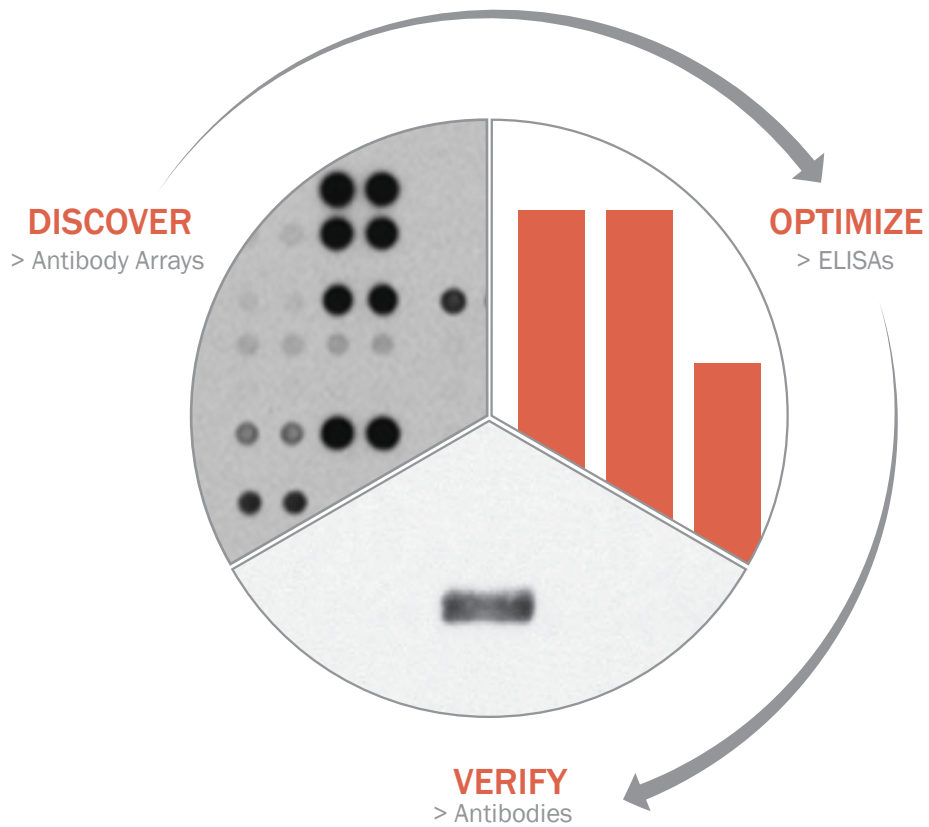 DISCOVER
> Antibody Arrays
OPTIMIZE
> ELISAs
VERIFY
> Antibodies